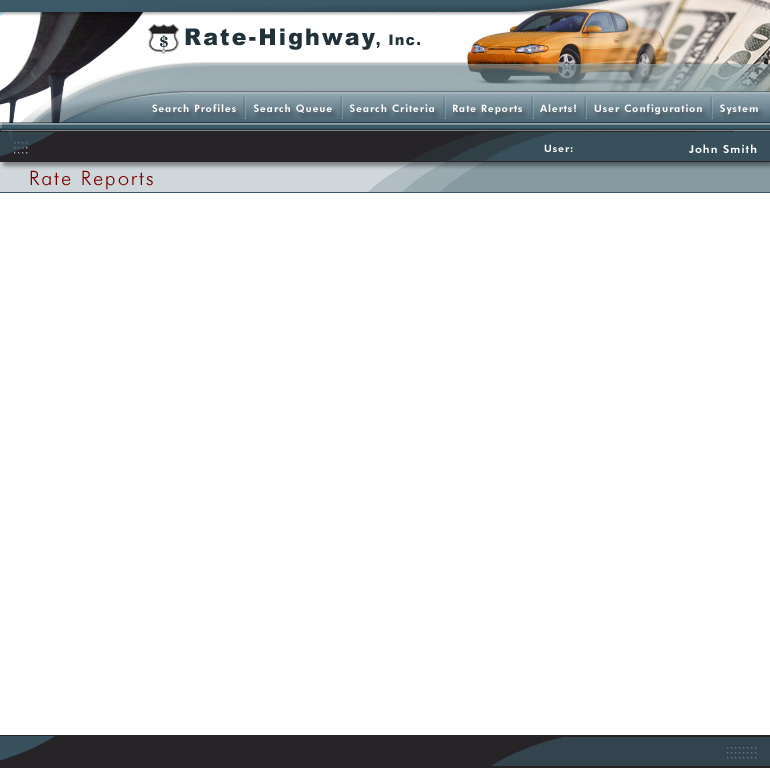 $ Rate-Highway, Inc.
Search Profiles Search Queue Search Criteria Rate Reports Alerts! User Configuration System
User: John Smith
Rate Reports